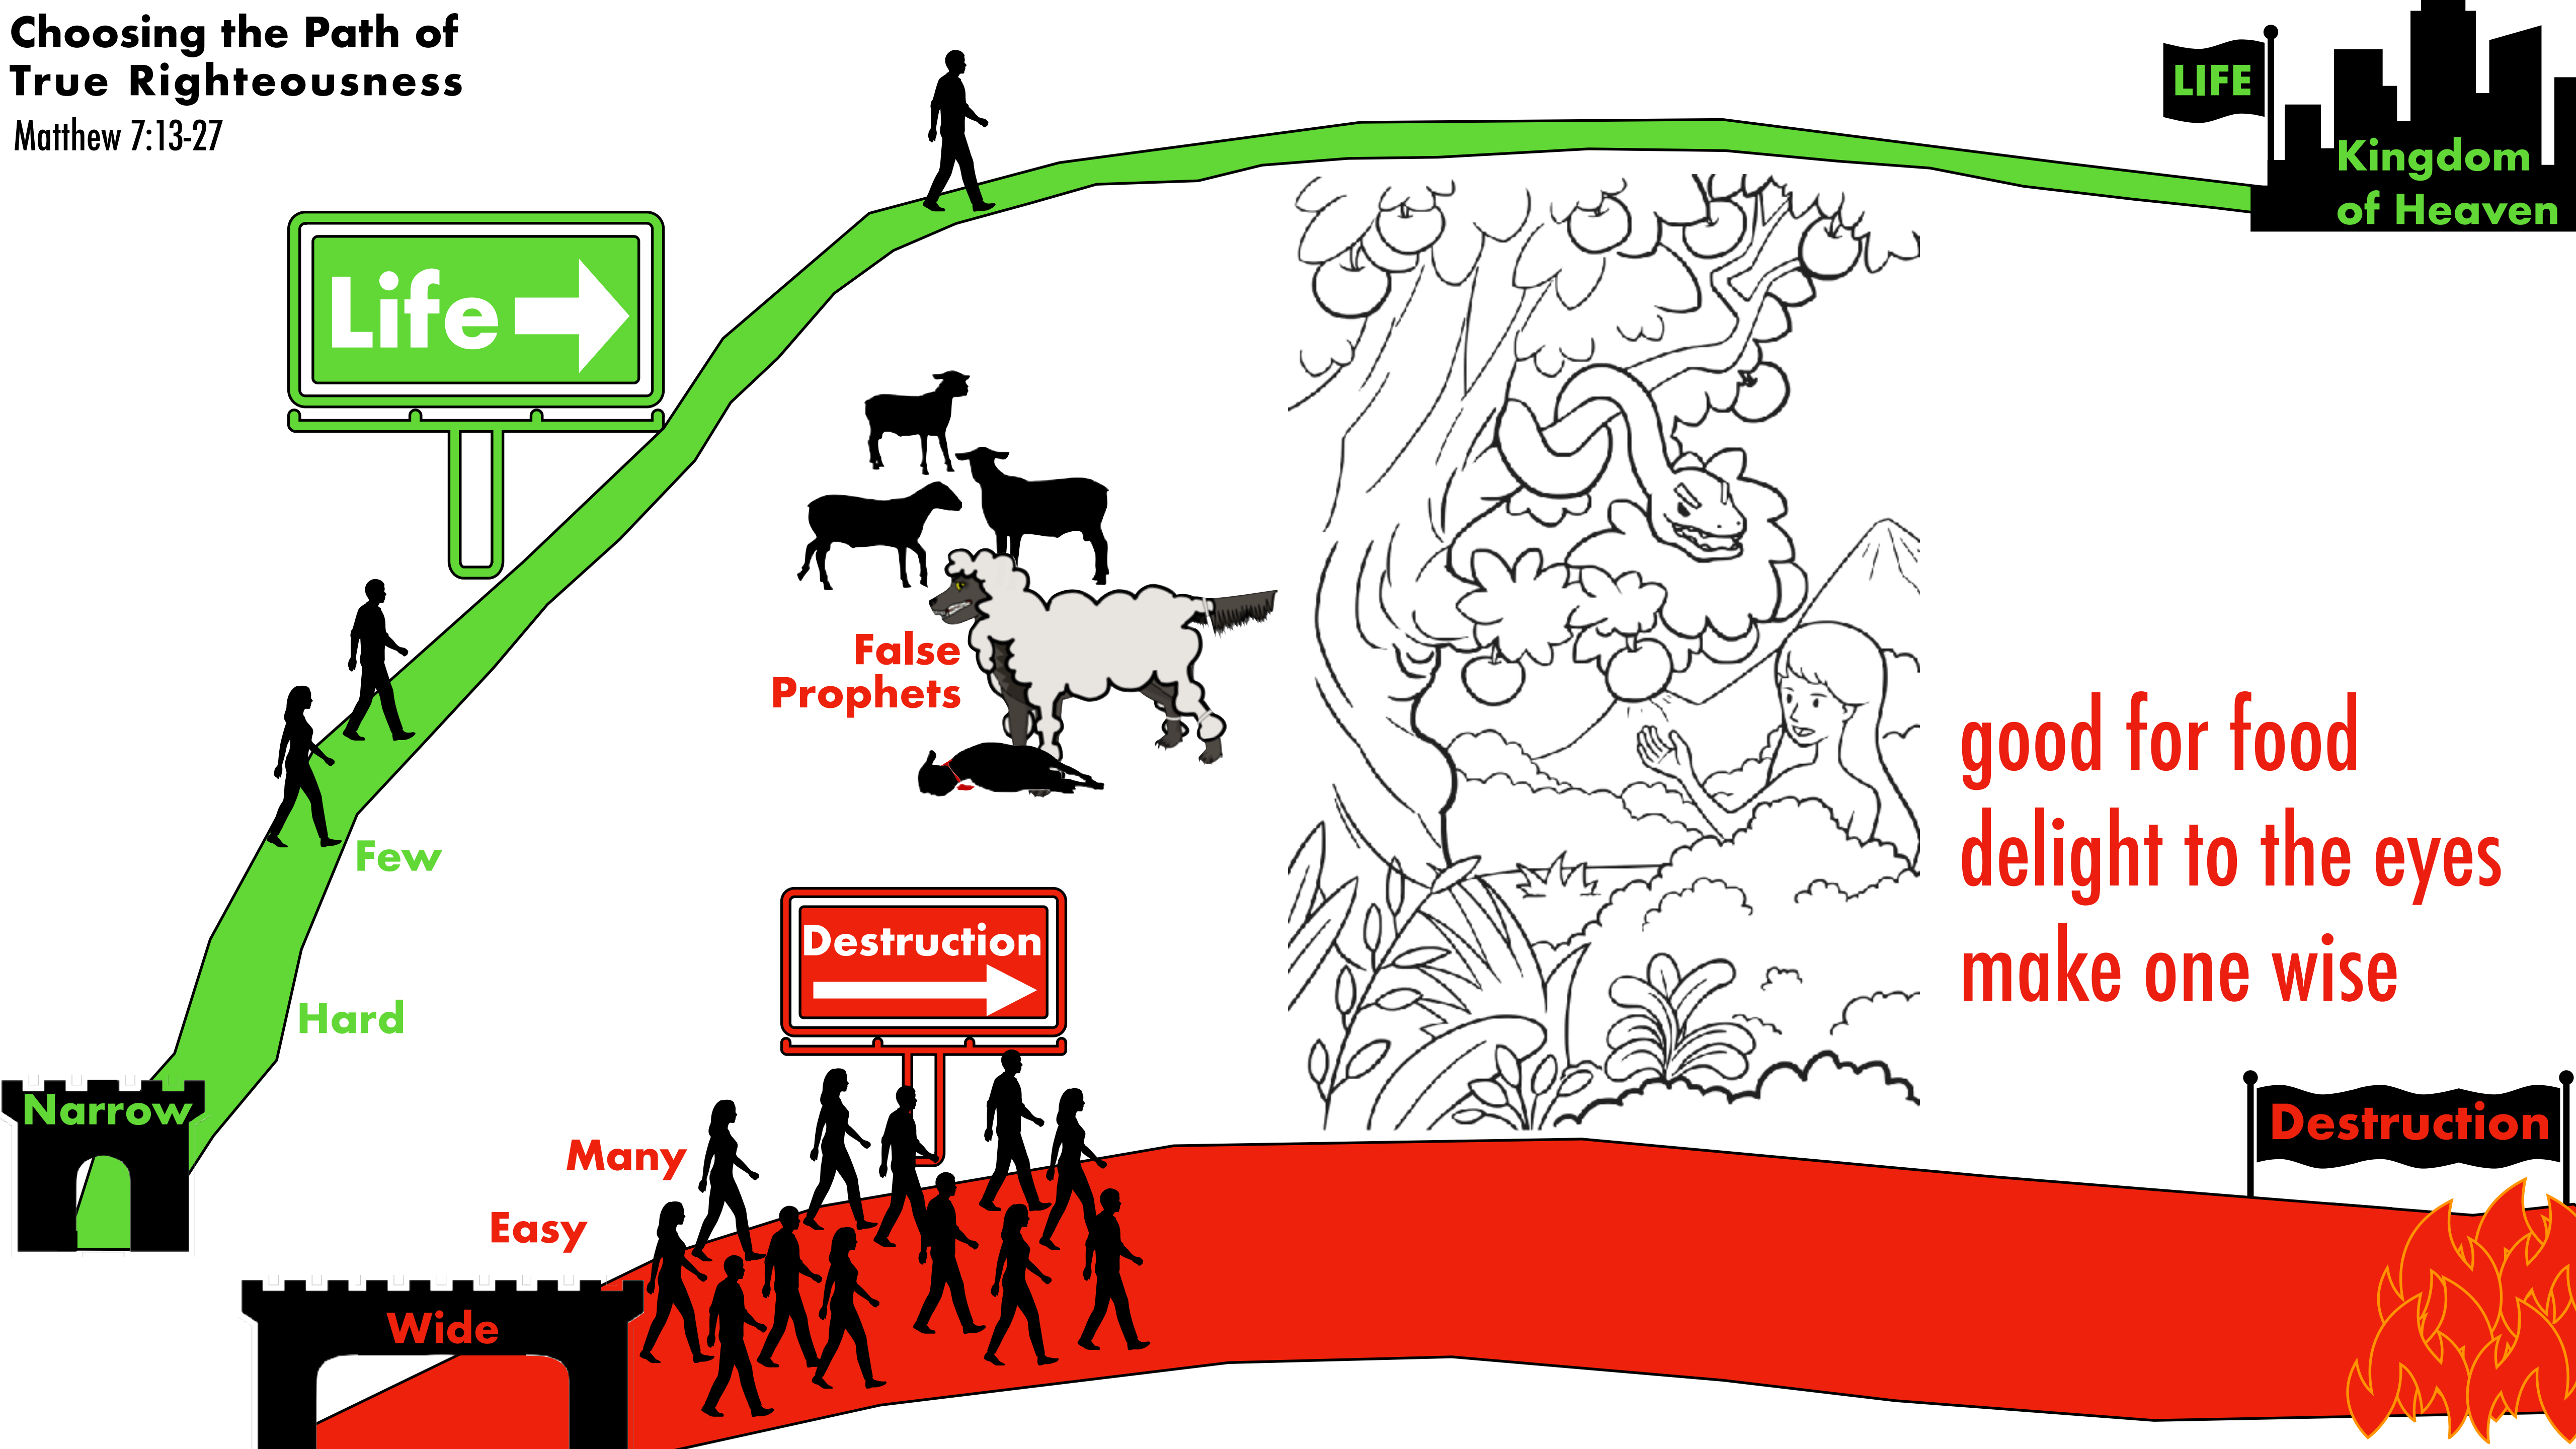 Choosing the Path of
True Righteousness
Matthew 7:13-27
LIFE
Kingdom
of Heaven
Life
False
Prophets
good for food
delight to the eyes
make one wise
Few
Hard
Narrow
Destruction
Many
Easy
Wide
Destruction